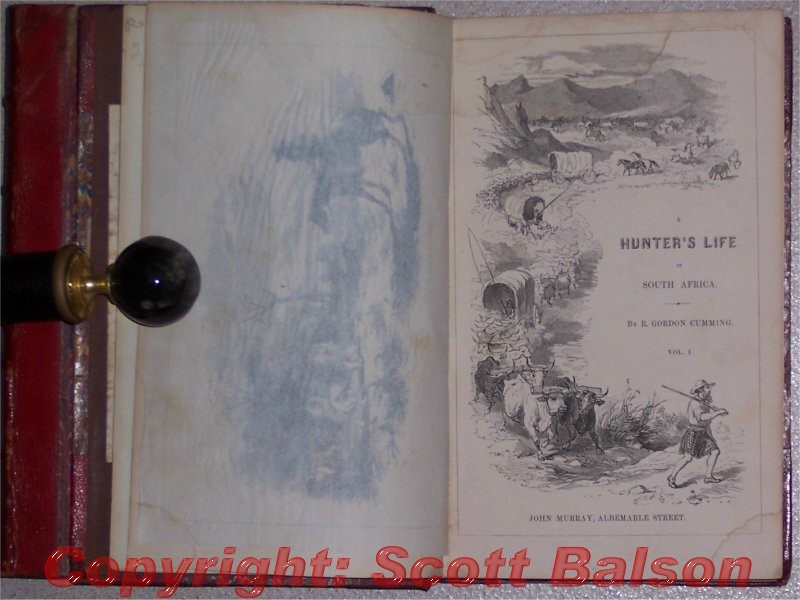 A
HUNTER'S LIFE
IN
SOUTH AFRICA.
BY R. GORDON CUMMING.
VOL. I.
JOHN MURRAY, ALBEMARLE STREET.
Copyright: Scott Balson